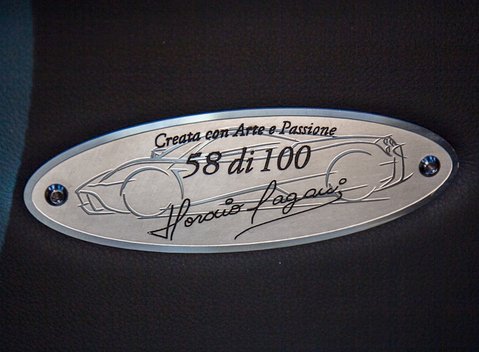 Creata con Arte e Passione
58 di 100
Horacio Pagani